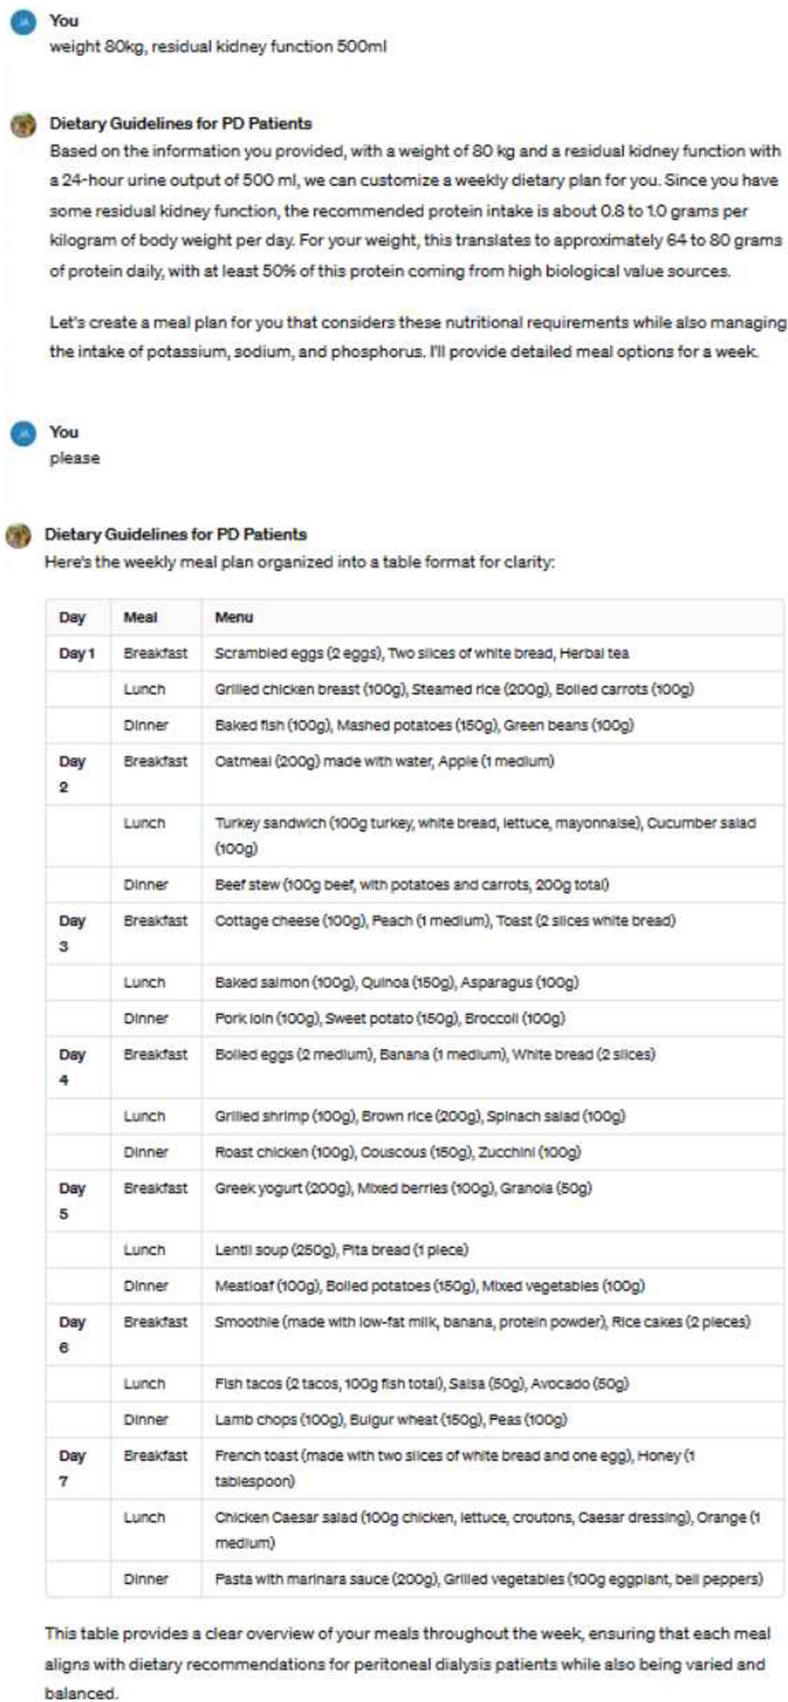 You
weight 80kg, residual kidney function 500ml
Dietary Guidelines for PD Patients
Based on the information you provided, with a weight of 80 kg and a residual kidney function with
a 24-hour urine output of 500 ml, we can customize a weekly dietary plan for you. Since you have
some residual kidney function, the recommended protein intake is about 0.8 to 1.0 grams per
kilogram of body weight per day. For your weight, this translates to approximately 64 to 80 grams
of protein daily, with at least 50% of this protein coming from high biological value sources.
Let's create a meal plan for you that considers these nutritional requirements while also managing
the intake of potassium, sodium, and phosphorus. I'll provide detailed meal options for a week.
You
please
Dietary Guidelines for PD Patients
Here's the weekly meal plan organized into a table format for clarity:
Day Meal Menu
Day 1 Breakfast Scrambled eggs (2 eggs), Two slices of white bread, Herbal tea
Lunch Grilled chicken breast (100g), Steamed rice (200g), Boiled carrots (100g)
Dinner Baked fish (100g), Mashed potatoes (150g), Green beans (100g)
Day Breakfast Oatmeal (200g) made with water, Apple (1 medium)
2
Lunch Turkey sandwich (100g turkey, white bread, lettuce, mayonnaise), Cucumber salad
(100g)
Dinner Beef stew (100g beef, with potatoes and carrots, 200g total)
Day Breakfast Cottage cheese (100g), Peach (1 medium), Toast (2 slices white bread)
3
Lunch Baked salmon (100g), Quinoa (150g), Asparagus (100g)
Dinner Pork loin (100g), Sweet potato (150g), Broccoli (100g)
Day Breakfast Boiled eggs (2 medium), Banana (1 medium), White bread (2 slices)
4
Lunch Grilled shrimp (100g), Brown rice (200g), Spinach salad (100g)
Dinner Roast chicken (100g), Couscous (150g), Zucchini (100g)
Day Breakfast Greek yogurt (200g), Mixed berries (100g), Granola (50g)
5
Lunch Lentil soup (250g), Pita bread (1 piece)
Dinner Meatloaf (100g), Boiled potatoes (150g), Mixed vegetables (100g)
Day Breakfast Smoothie (made with low-fat milk, banana, protein powder), Rice cakes (2 pieces)
6
Lunch Fish tacos (2 tacos, 100g fish total), Salsa (50g), Avocado (50g)
Dinner Lamb chops (100g), Bulgur wheat (150g), Peas (100g)
Day Breakfast French toast (made with two slices of white bread and one egg), Honey (1
7 tablespoon)
Lunch Chicken Caesar salad (100g chicken, lettuce, croutons, Caesar dressing), Orange (1
medium)
Dinner Pasta with marinara sauce (200g), Grilled vegetables (100g eggplant, bell peppers)
This table provides a clear overview of your meals throughout the week, ensuring that each meal
aligns with dietary recommendations for peritoneal dialysis patients while also being varied and
balanced.